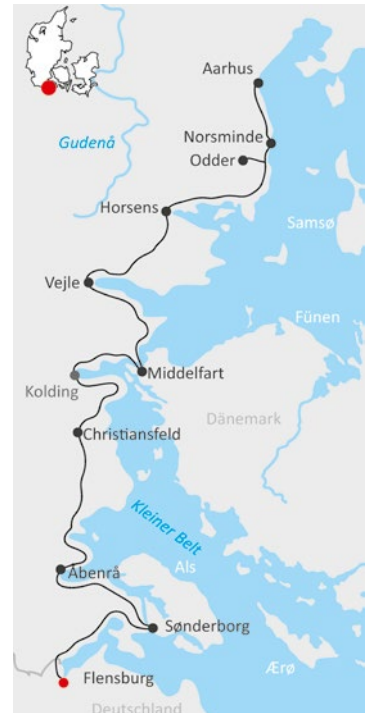 Aarhus
Norsminde
Gudenå
Odder
Horsens
Samsø
Vejle
Fünen
Middelfart
Kolding
Dänemark
Christiansfeld
Kleiner Belt
Als
Åbenrå
Sønderborg
Ærø
Flensburg
Deutschland